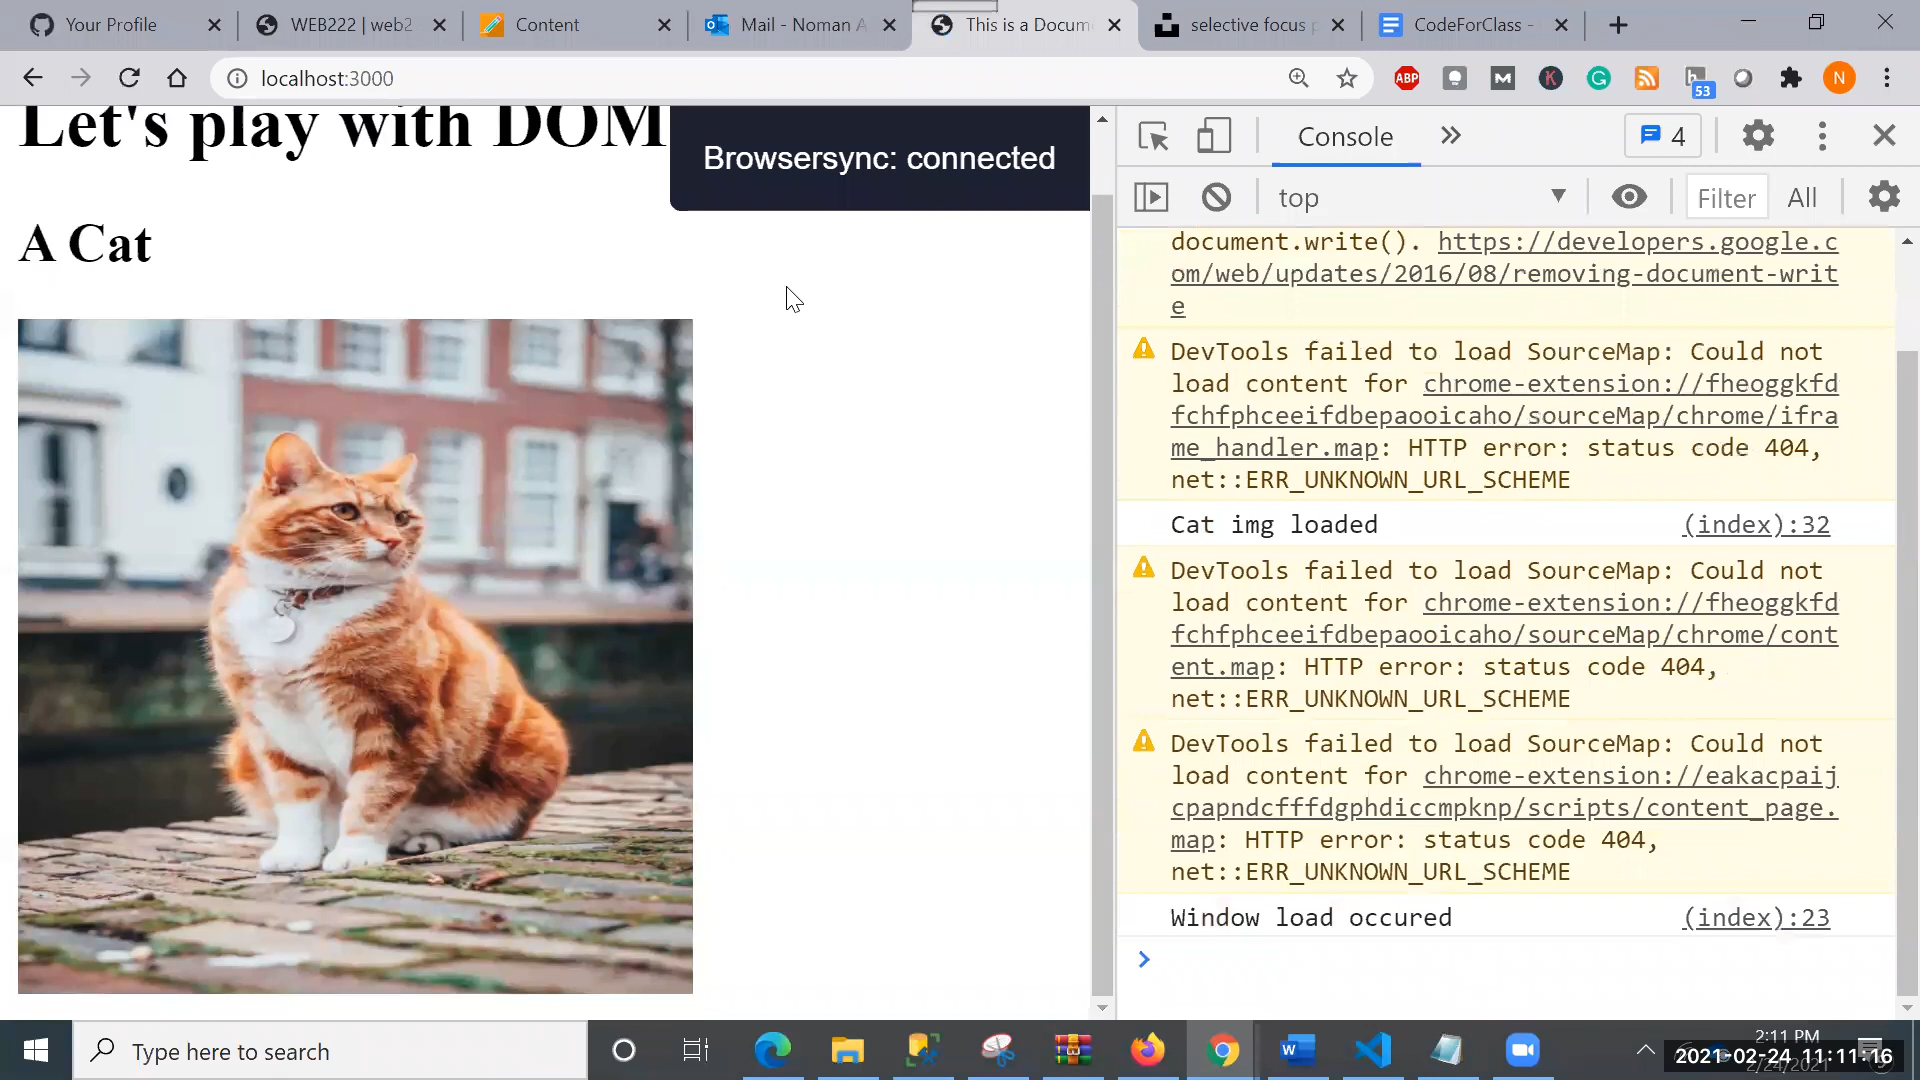 Your Profile
WEB222 | web2
Content
Mail - Noman A
This is a Docum
selective focus p
CodeForClass -
localhost:3000
ABP
M
K
G
53
N
Let's play with DOM
Browsersync: connected
A Cat
Console
4
top
Filter
All
document.write(). https://developers.google.c
om/web/updates/2016/08/removing-document-writ
e
DevTools failed to load SourceMap: Could not
load content for chrome-extension://fheoggkfd
fchfphceeifdbepaooicaho/sourceMap/chrome/ifra
me_handler.map: HTTP error: status code 404,
net::ERR_UNKNOWN_URL_SCHEME
Cat img loaded (index):32
DevTools failed to load SourceMap: Could not
load content for chrome-extension://fheoggkfd
fchfphceeifdbepaooicaho/sourceMap/chrome/cont
ent.map: HTTP error: status code 404,
net::ERR_UNKNOWN_URL_SCHEME
DevTools failed to load SourceMap: Could not
load content for chrome-extension://eakacpaij
cpapndcfffdgphdiccmpknp/scripts/content_page.
map: HTTP error: status code 404,
net::ERR_UNKNOWN_URL_SCHEME
Window load occured (index):23
Type here to search
W
2:11 PM
2021-02-24 11:11:16